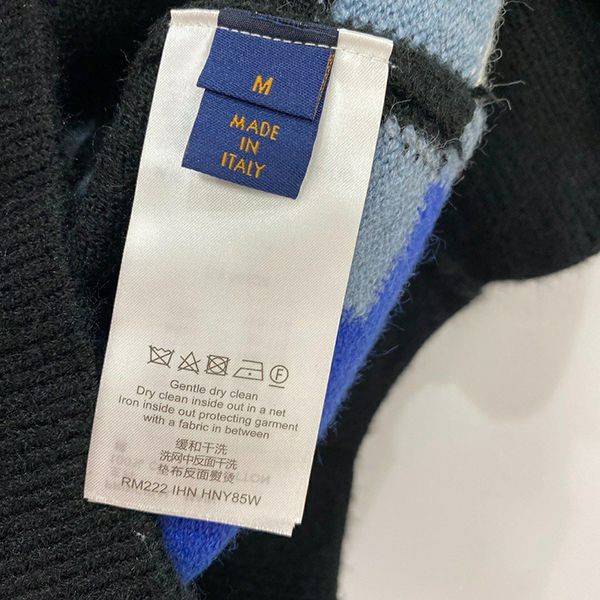 M
MADE
IN
ITALY
F
Gentle dry clean
Dry clean inside out in a net
Iron inside out protecting garment
with a fabric in between
缓和干洗
洗网中反面干洗
垫布反面熨烫
RM222 IHN HNY85W